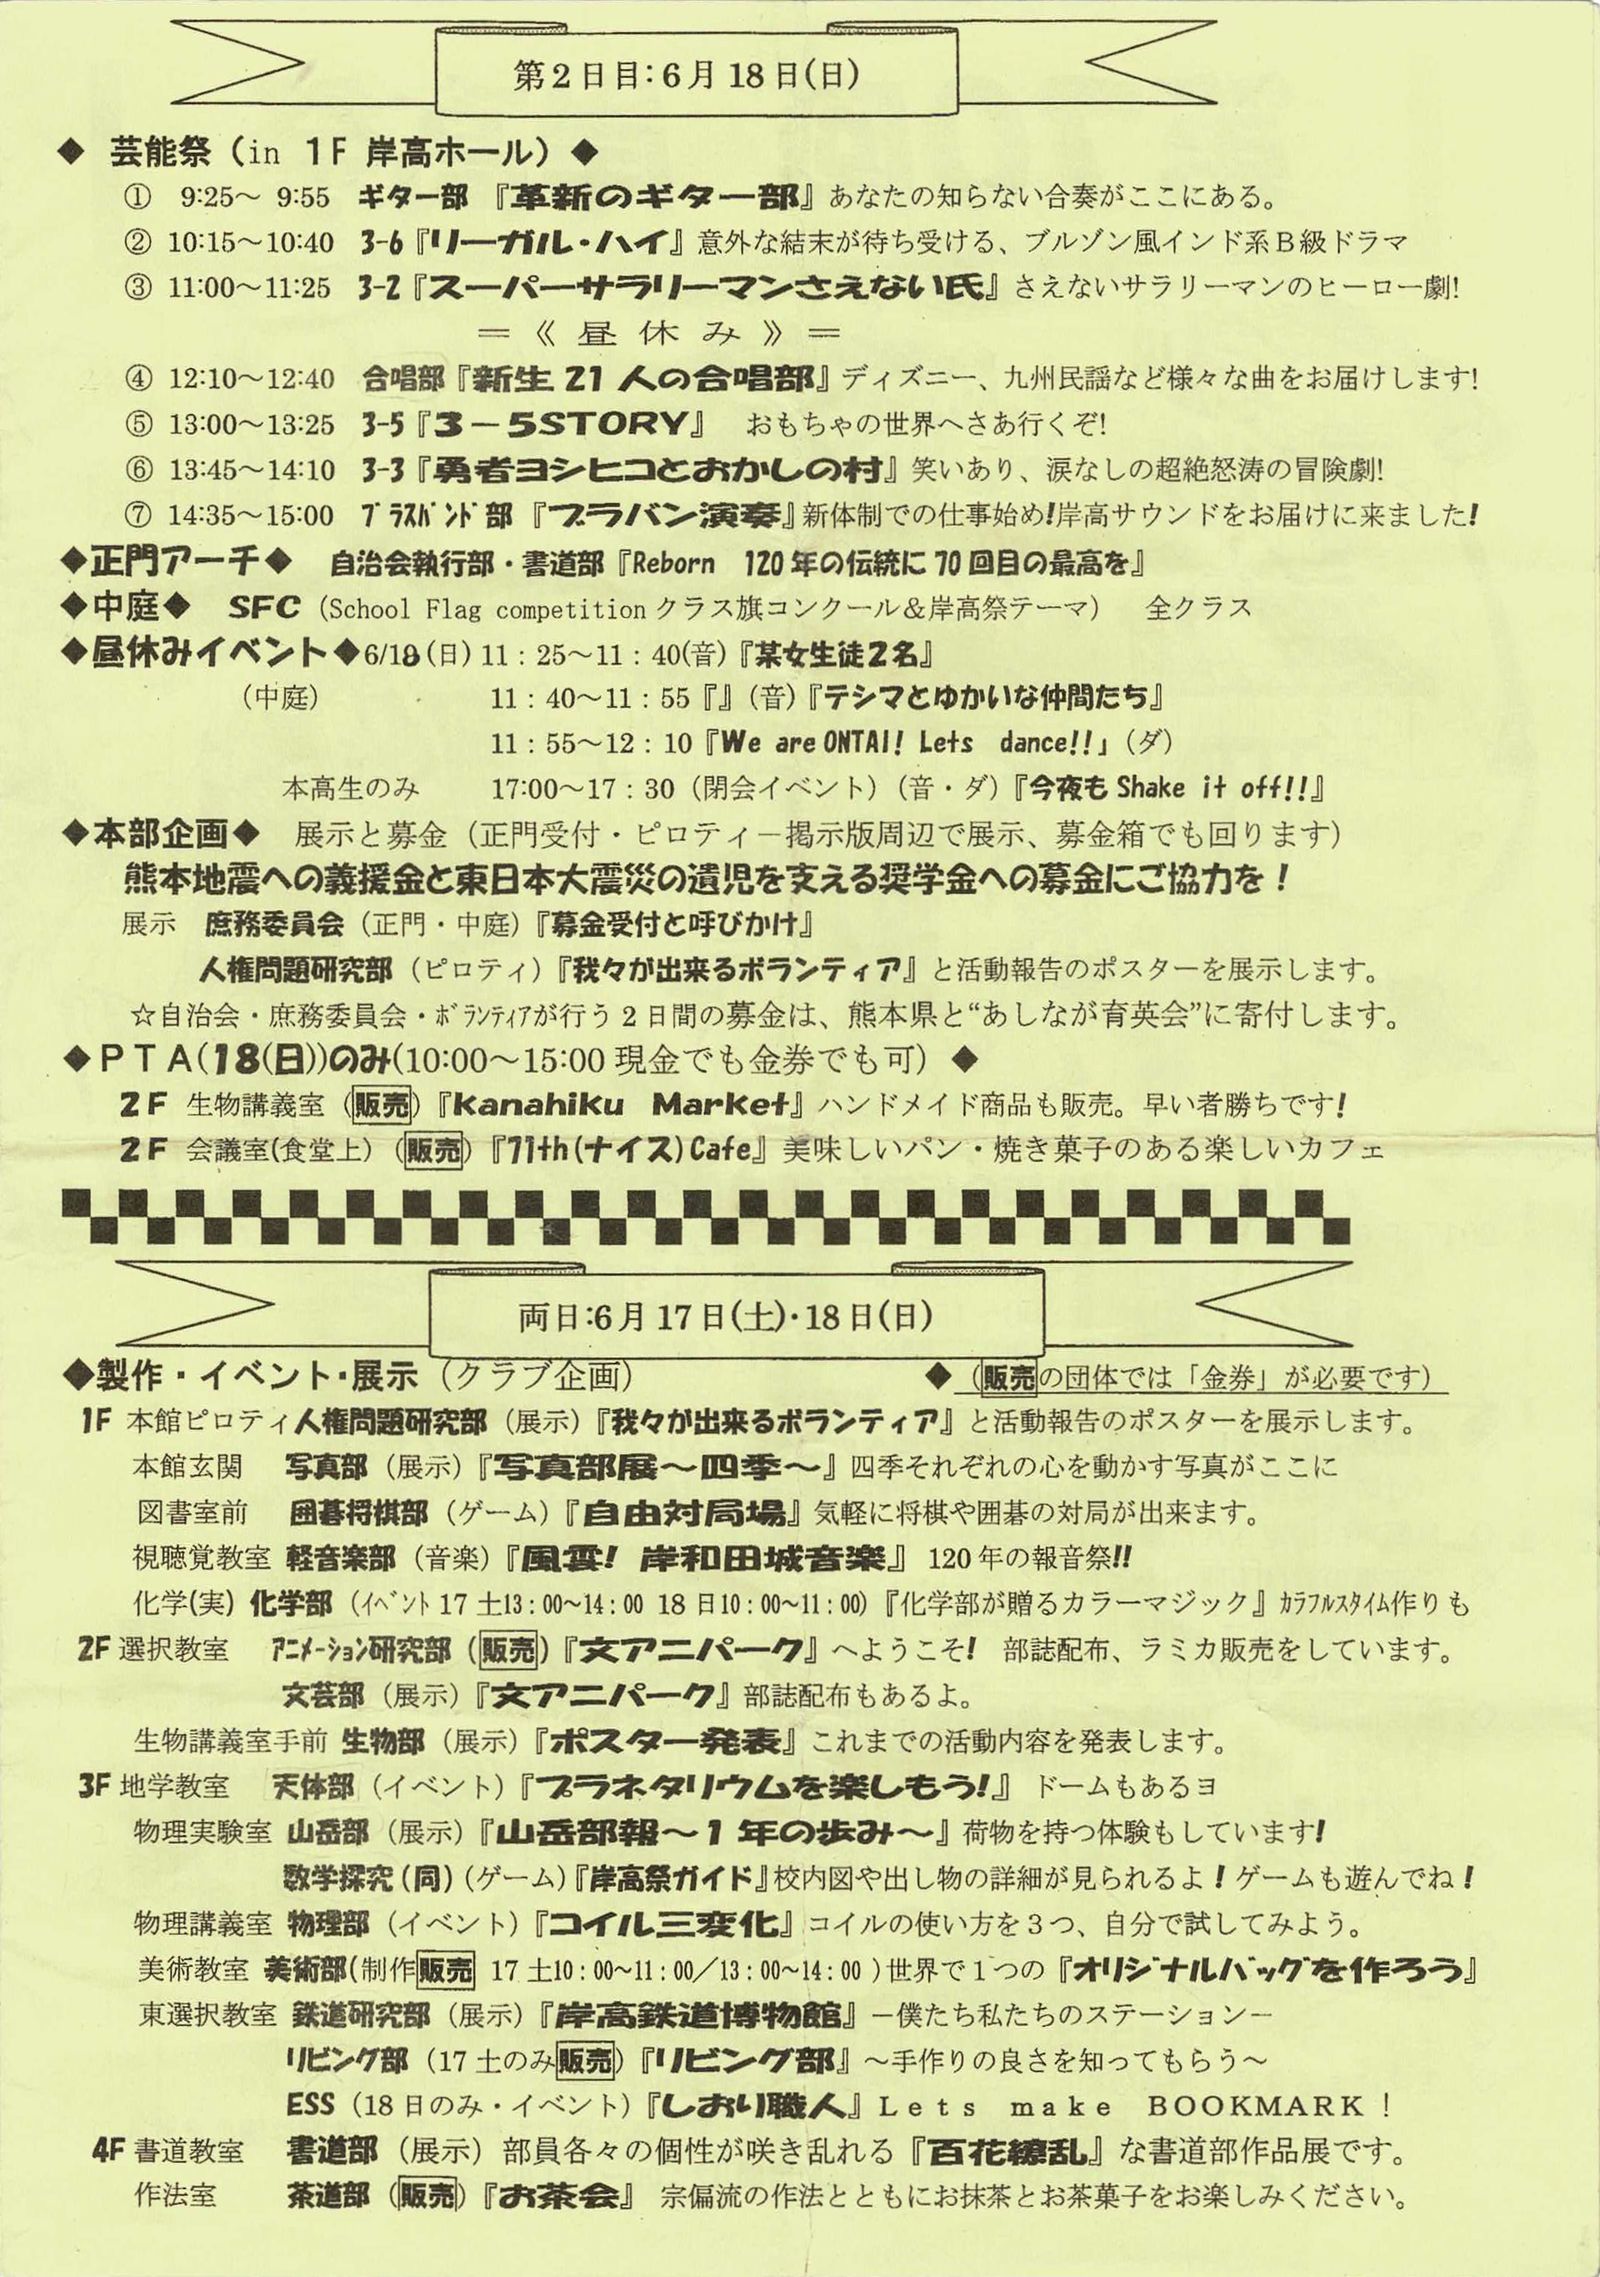 第2日目:6月18日(日)
◆ 芸能祭（in 1F 岸高ホール）◆
① 9:25～ 9:55 ギター部 『革新のギター部』あなたの知らない合奏がここにある。
② 10:15～10:40 3-6『リーガル・ハイ』意外な結末が待ち受ける、ブルゾン風インド系B級ドラマ
③ 11:00～11:25 3-2『スーパーサラリーマンさえない氏』さえないサラリーマンのヒーロー劇!
＝《 昼 休 み 》＝
④ 12:10～12:40 合唱部『新生 21 人の合唱部』ディズニー、九州民謡など様々な曲をお届けします!
⑤ 13:00～13:25 3-5『3－5STORY』 おもちゃの世界へさあ行くぞ!
⑥ 13:45～14:10 3-3『勇者ヨシヒコとおかしの村』笑いあり、涙なしの超絶怒涛の冒険劇!
⑦ 14:35～15:00 ﾌﾞﾗｽﾊﾞﾝﾄﾞ部 『ブラバン演奏』新体制での仕事始め!岸高サウンドをお届けに来ました!
◆正門アーチ◆ 自治会執行部・書道部『Reborn 120年の伝統に70回目の最高を』
◆中庭◆ SFC（School Flag competition クラス旗コンクール＆岸高祭テーマ） 全クラス
◆昼休みイベント◆6/18(日) 11：25～11：40(音)『某女生徒2名』
（中庭） 11：40～11：55『』(音)『テシマとゆかいな仲間たち』
11：55～12：10『We are ONTAI! Lets dance!!」(ダ)
本高生のみ 17:00～17：30（閉会イベント）（音・ダ）『今夜も Shake it off!!』
◆本部企画◆ 展示と募金（正門受付・ピロティ－掲示版周辺で展示、募金箱でも回ります）
熊本地震への義援金と東日本大震災の遺児を支える奨学金への募金にご協力を！
展示 庶務委員会（正門・中庭）『募金受付と呼びかけ』
人権問題研究部（ピロティ）『我々が出来るボランティア』と活動報告のポスターを展示します。
☆自治会・庶務委員会・ﾎﾞﾗﾝﾃｨｱが行う2日間の募金は、熊本県と“あしなが育英会”に寄付します。
◆ＰＴＡ(18(日))のみ(10:00～15:00 現金でも金券でも可）◆
2F 生物講義室（販売）『Kanahiku Market』ハンドメイド商品も販売。早い者勝ちです!
2F 会議室(食堂上)（販売）『71th(ナイス)Cafe』美味しいパン・焼き菓子のある楽しいカフェ
両日:6月17日(土)・18日(日)
◆製作・イベント・展示（クラブ企画） ◆（販売の団体では「金券」が必要です）
1F 本館ピロティ人権問題研究部（展示）『我々が出来るボランティア』と活動報告のポスターを展示します。
本館玄関 写真部（展示）『写真部展～四季～』四季それぞれの心を動かす写真がここに
図書室前 囲碁将棋部（ゲーム）『自由対局場』気軽に将棋や囲碁の対局が出来ます。
視聴覚教室 軽音楽部（音楽）『風雲! 岸和田城音楽』 120年の報音祭!!
化学(実) 化学部（ｲﾍﾞﾝﾄ 17土13：00～14：00 18日10：00～11：00）『化学部が贈るカラーマジック』ｶﾗﾌﾙｽﾀｲﾑ作りも
2F 選択教室 ｱﾆﾒｰｼｮﾝ研究部（販売）『文アニパーク』へようこそ! 部誌配布、ラミカ販売をしています。
文芸部（展示）『文アニパーク』部誌配布もあるよ。
生物講義室手前 生物部（展示）『ポスター発表』これまでの活動内容を発表します。
3F 地学教室 天体部（イベント）『プラネタリウムを楽しもう!』 ドームもあるヨ
物理実験室 山岳部（展示）『山岳部報～1年の歩み～』荷物を持つ体験もしています!
数学探究(同)（ゲーム）『岸高祭ガイド』校内図や出し物の詳細が見られるよ！ゲームも遊んでね！
物理講義室 物理部（イベント）『コイル三変化』コイルの使い方を3つ、自分で試してみよう。
美術教室 美術部(制作販売 17土10：00～11：00／13：00～14：00 )世界で1つの『オリジナルバッグを作ろう』
東選択教室 鉄道研究部（展示）『岸高鉄道博物館』－僕たち私たちのステーション－
リビング部（17土のみ販売）『リビング部』～手作りの良さを知ってもらう～
ESS（18日のみ・イベント）『しおり職人』Lets make BOOKMARK！
4F 書道教室 書道部（展示）部員各々の個性が咲き乱れる『百花繚乱』な書道部作品展です。
作法室 茶道部（販売）『お茶会』 宗偏流の作法とともにお抹茶とお茶菓子をお楽しみください。